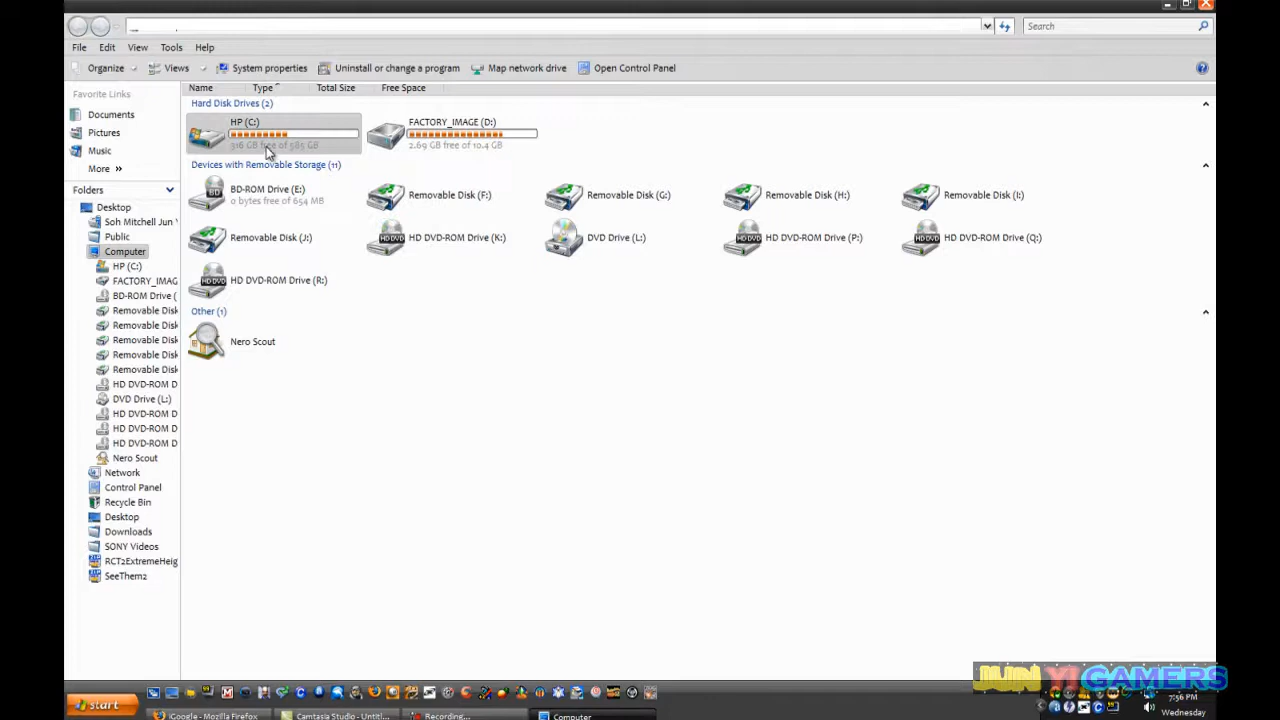 Search
File Edit View Tools Help
Organize Views System properties Uninstall or change a program Map network drive Open Control Panel
Favorite Links
Documents
Pictures
Music
More »
Folders
Desktop
Soh Mitchell Jun
Public
Computer
HP (C:)
FACTORY_IMAG
BD-ROM Drive (
Removable Disk
Removable Disk
Removable Disk
Removable Disk
Removable Disk
HD DVD-ROM D
DVD Drive (L:)
HD DVD-ROM D
HD DVD-ROM D
HD DVD-ROM D
Nero Scout
Network
Control Panel
Recycle Bin
Desktop
Downloads
SONY Videos
RCT2ExtremeHeig
SeeThem2
Name Type Total Size Free Space
Hard Disk Drives (2)
HP (C:) FACTORY_IMAGE (D:)
316 GB free of 585 GB 2.69 GB free of 10.4 GB
Devices with Removable Storage (11)
BD-ROM Drive (E:)
0 bytes free of 654 MB
Removable Disk (F:) Removable Disk (G:) Removable Disk (H:) Removable Disk (I:)
Removable Disk (J:) HD DVD-ROM Drive (K:) DVD Drive (L:) HD DVD-ROM Drive (P:) HD DVD-ROM Drive (Q:)
HD DVD-ROM Drive (R:)
Other (1)
Nero Scout
JUN YI GAMERS
start
iGoogle - Mozilla Firefox Camtasia Studio - Untitl... Recording... Computer
7:56 PM
Wednesday